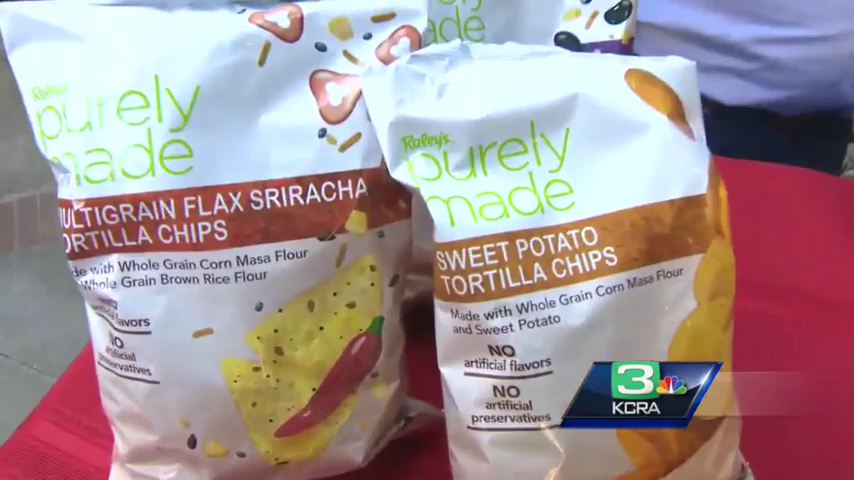 Raley's
purely
made
MULTIGRAIN FLAX SRIRACHA
TORTILLA CHIPS
Made with Whole Grain Corn Masa Flour
Whole Grain Brown Rice Flour
artificial flavors
NO
artificial
preservatives
Raley's
purely
made
SWEET POTATO
TORTILLA CHIPS
Made with Whole Grain Corn Masa Flour
and Sweet Potato
NO
artificial flavors
NO
artificial
preservatives
made
3
KCRA